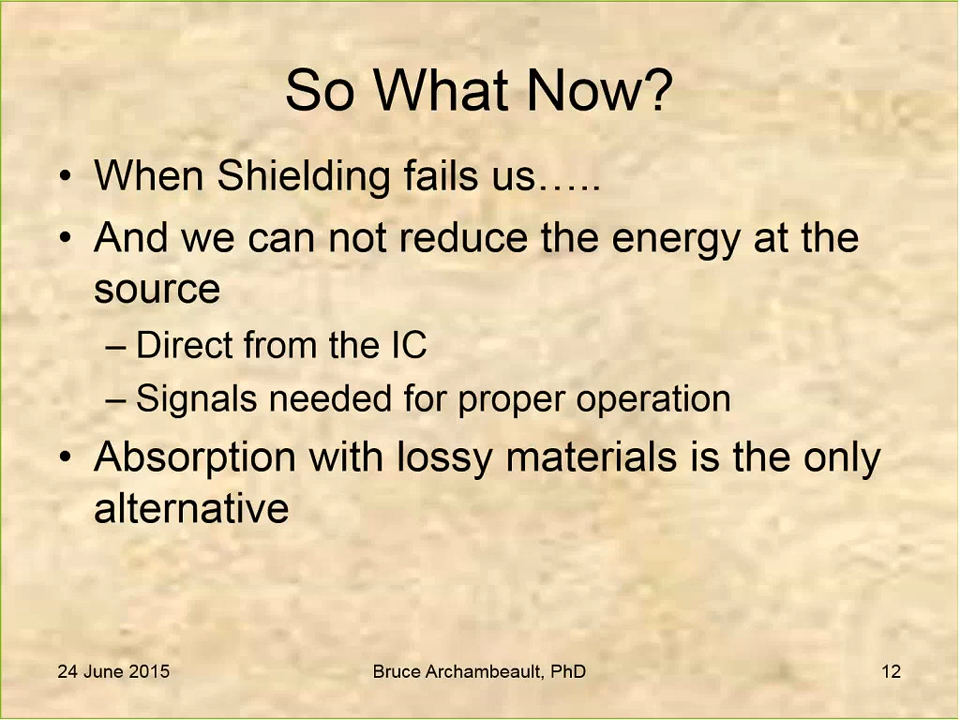 So What Now?
• When Shielding fails us…..
• And we can not reduce the energy at the
source
– Direct from the IC
– Signals needed for proper operation
• Absorption with lossy materials is the only
alternative
24 June 2015 Bruce Archambeault, PhD 12